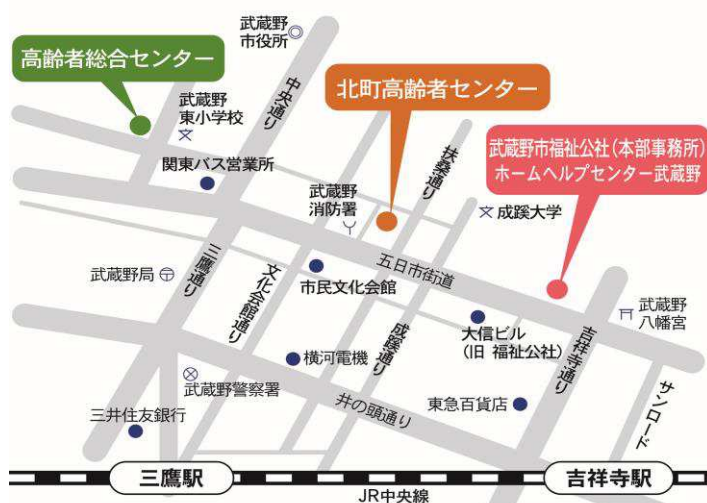 武蔵野
市役所
高齢者総合センター
中央通り
北町高齢者センター
武蔵野
東小学校
扶桑通り
武蔵野市福祉公社(本部事務所)
ホームヘルプセンター武蔵野
関東バス営業所
武蔵野
消防署
成蹊大学
三鷹通り
五日市街道
武蔵野局
文化会館通り
市民文化会館
武蔵野
八幡宮
成蹊通り
大信ビル
(旧 福祉公社)
吉祥寺通り
横河電機
武蔵野警察署
井の頭通り
東急百貨店
サンロード
三井住友銀行
三鷹駅
吉祥寺駅
JR中央線